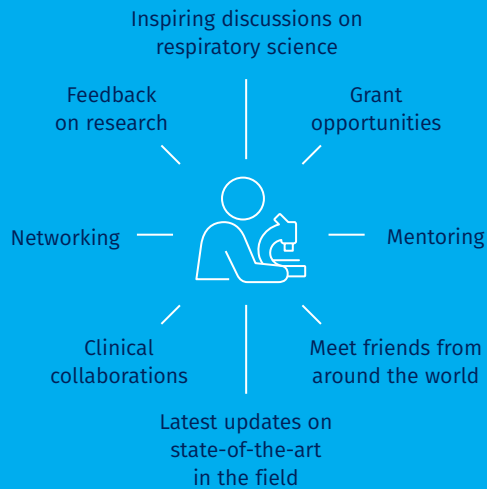 Inspiring discussions on
respiratory science
Feedback
on research
Grant
opportunities
Networking
Mentoring
Clinical
collaborations
Meet friends from
around the world
Latest updates on
state-of-the-art
in the field